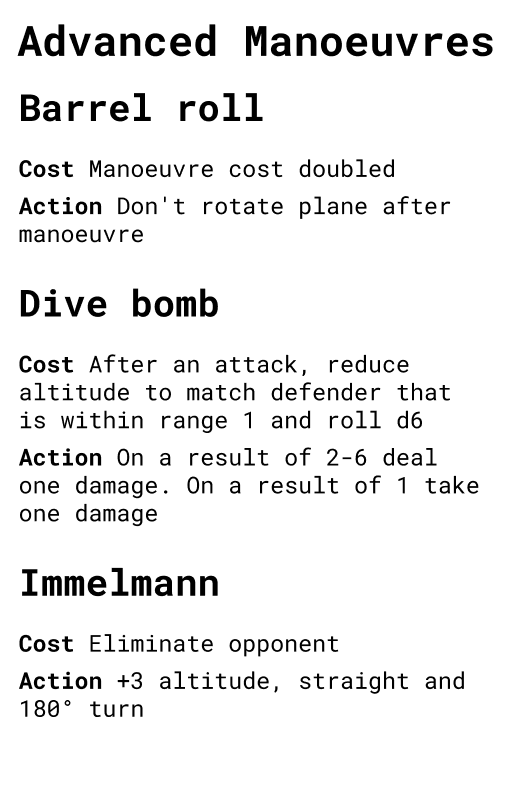 Advanced Manoeuvres
Barrel roll
Cost Manoeuvre cost doubled
Action Don't rotate plane after
manoeuvre
Dive bomb
Cost After an attack, reduce
altitude to match defender that
is within range 1 and roll d6
Action On a result of 2-6 deal
one damage. On a result of 1 take
one damage
Immelmann
Cost Eliminate opponent
Action +3 altitude, straight and
180° turn